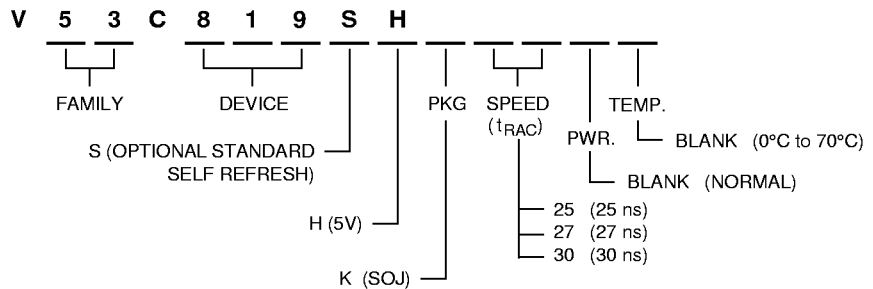 V 5 3 C 8 1 9 S H
FAMILY DEVICE PKG SPEED TEMP.
(tRAC) PWR.
BLANK (0°C to 70°C)
S (OPTIONAL STANDARD
SELF REFRESH)
BLANK (NORMAL)
H (5V)
25 (25 ns)
27 (27 ns)
30 (30 ns)
K (SOJ)